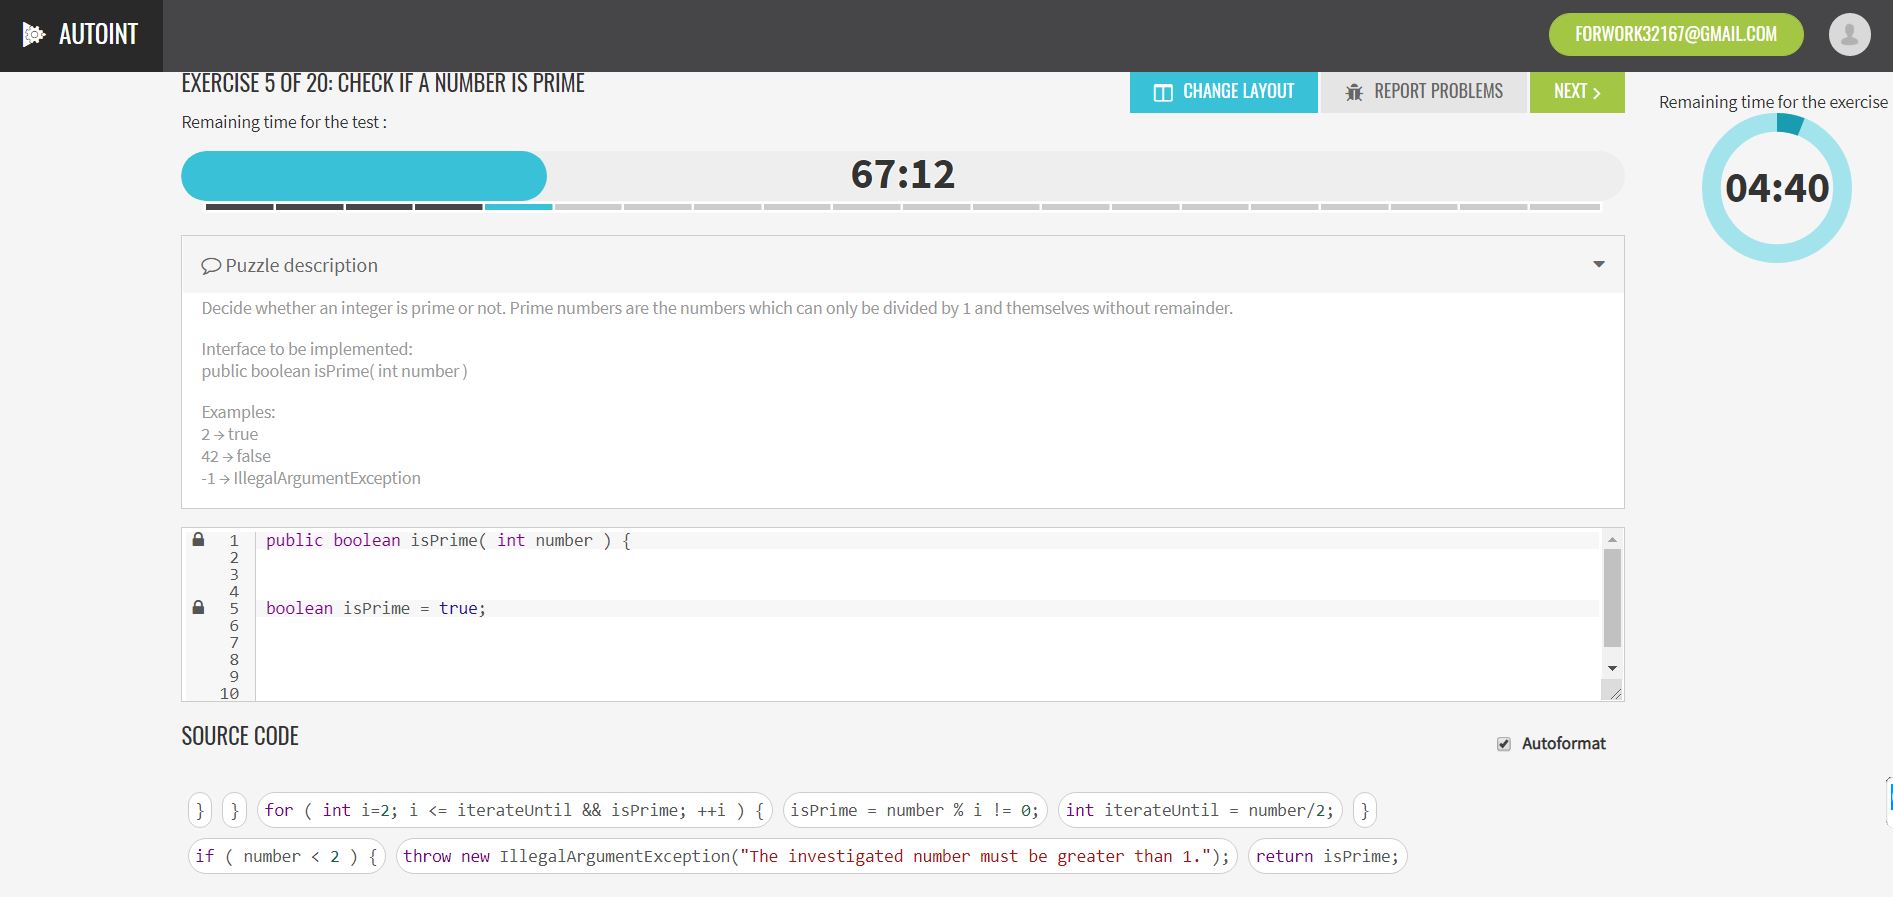 AUTOINT
FORWORK32167@GMAIL.COM
EXERCISE 5 OF 20: CHECK IF A NUMBER IS PRIME
CHANGE LAYOUT
REPORT PROBLEMS
NEXT >
Remaining time for the exercise
Remaining time for the test :
67:12
04:40
Puzzle description
Decide whether an integer is prime or not. Prime numbers are the numbers which can only be divided by 1 and themselves without remainder.
Interface to be implemented:
public boolean isPrime( int number )
Examples:
2 → true
42 → false
-1 → IllegalArgumentException
1 public boolean isPrime( int number ) {
2
3
4
5 boolean isPrime = true;
6
7
8
9
10
SOURCE CODE
Autoformat
} } for ( int i=2; i <= iterateUntil && isPrime; ++i ) { isPrime = number % i != 0; int iterateUntil = number/2; }
if ( number < 2 ) { throw new IllegalArgumentException("The investigated number must be greater than 1."); return isPrime;